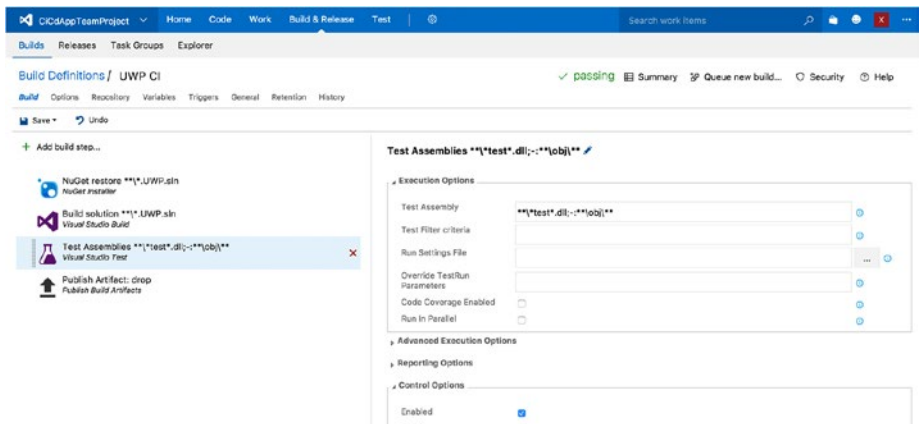 CiCdAppTeamProject Home Code Work Build & Release Test Search work items X
Builds Releases Task Groups Explorer
Build Definitions / UWP CI
passing Summary Queue new build... Security Help
Build Options Repository Variables Triggers General Retention History
Save Undo
+ Add build step...
NuGet restore **\*.UWP.sln
NuGet Installer
Build solution **\*.UWP.sln
Visual Studio Build
Test Assemblies **\*test*.dll;-:**\obj\**
Visual Studio Test
Publish Artifact: drop
Publish Build Artifacts
Test Assemblies **\*test*.dll;-:**\obj\**
Execution Options
Test Assembly **\*test*.dll;-:**\obj\**
Test Filter criteria
Run Settings File ...
Override TestRun
Parameters
Code Coverage Enabled
Run In Parallel
Advanced Execution Options
Reporting Options
Control Options
Enabled